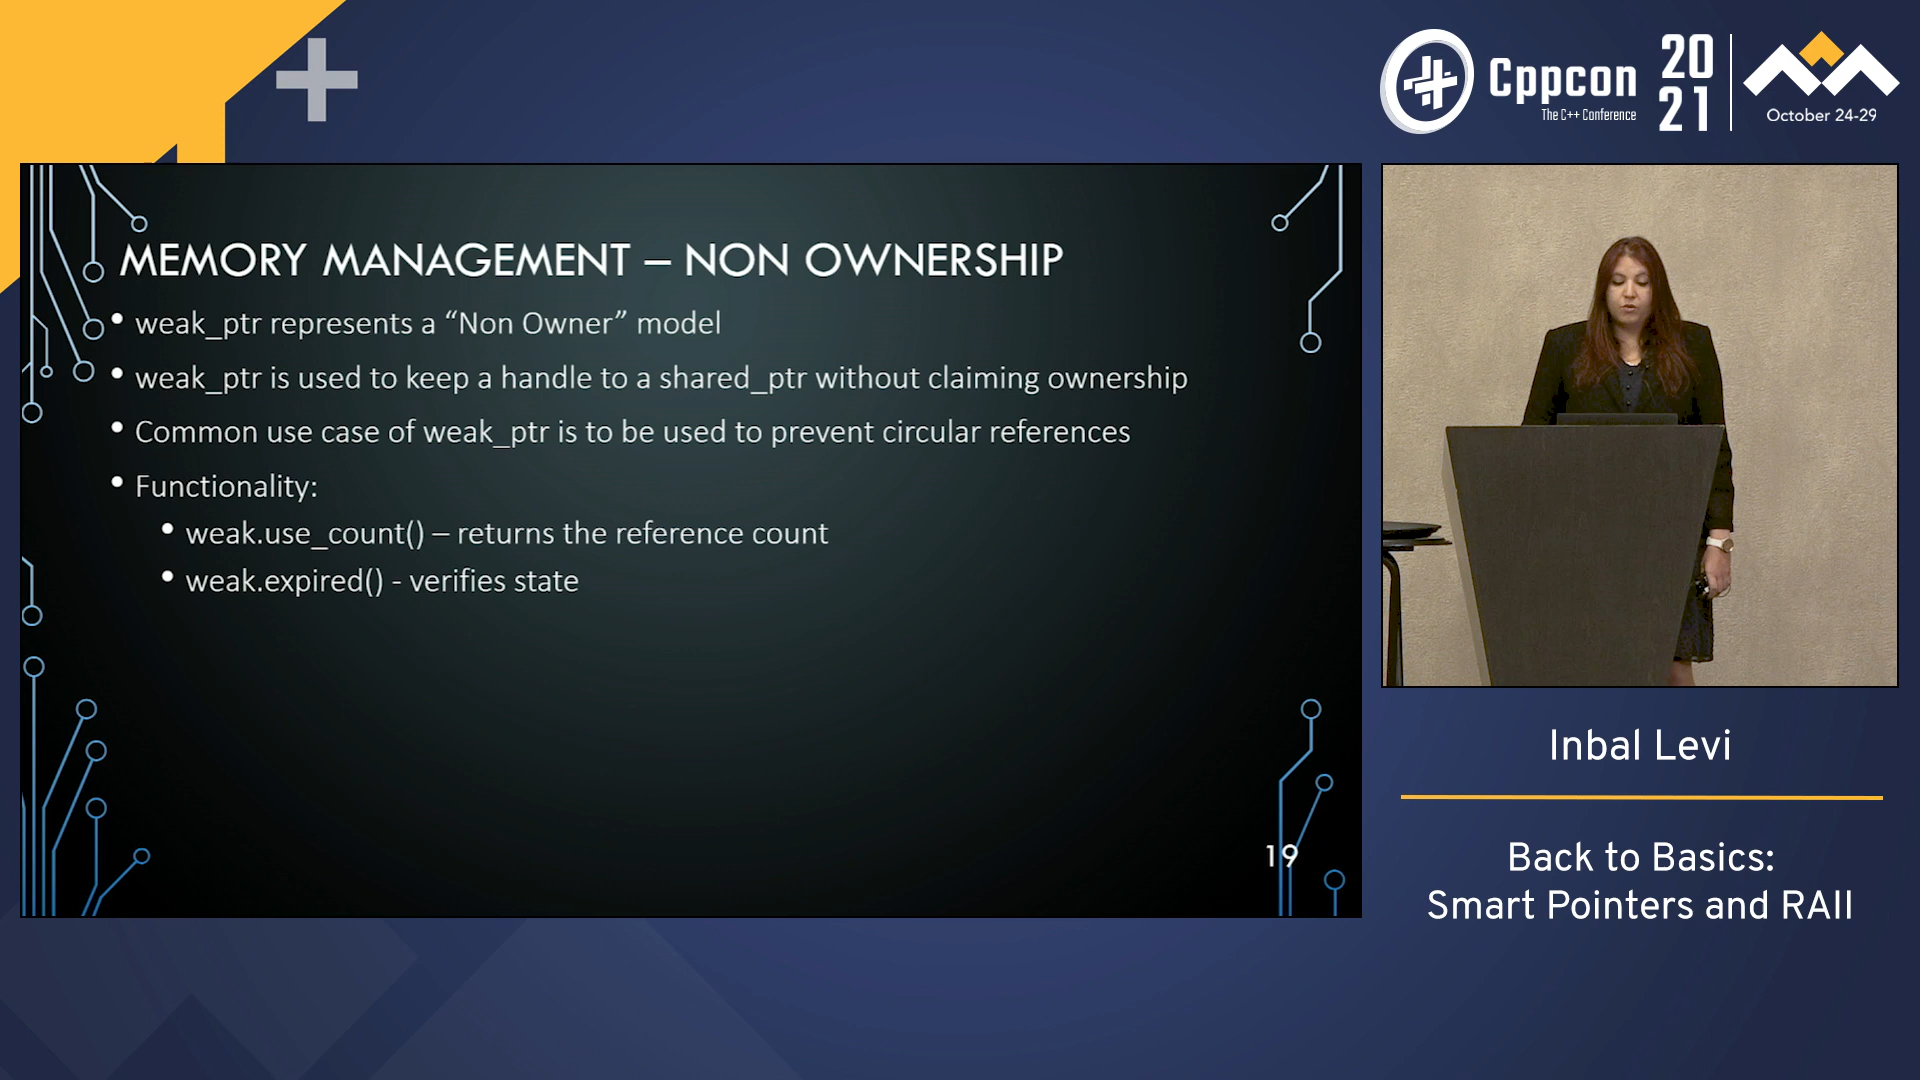 Cppcon
The C++ Conference
20
21
October 24-29
MEMORY MANAGEMENT – NON OWNERSHIP
• weak_ptr represents a “Non Owner” model
• weak_ptr is used to keep a handle to a shared_ptr without claiming ownership
• Common use case of weak_ptr is to be used to prevent circular references
• Functionality:
• weak.use_count() – returns the reference count
• weak.expired() - verifies state
19
Inbal Levi
Back to Basics:
Smart Pointers and RAII